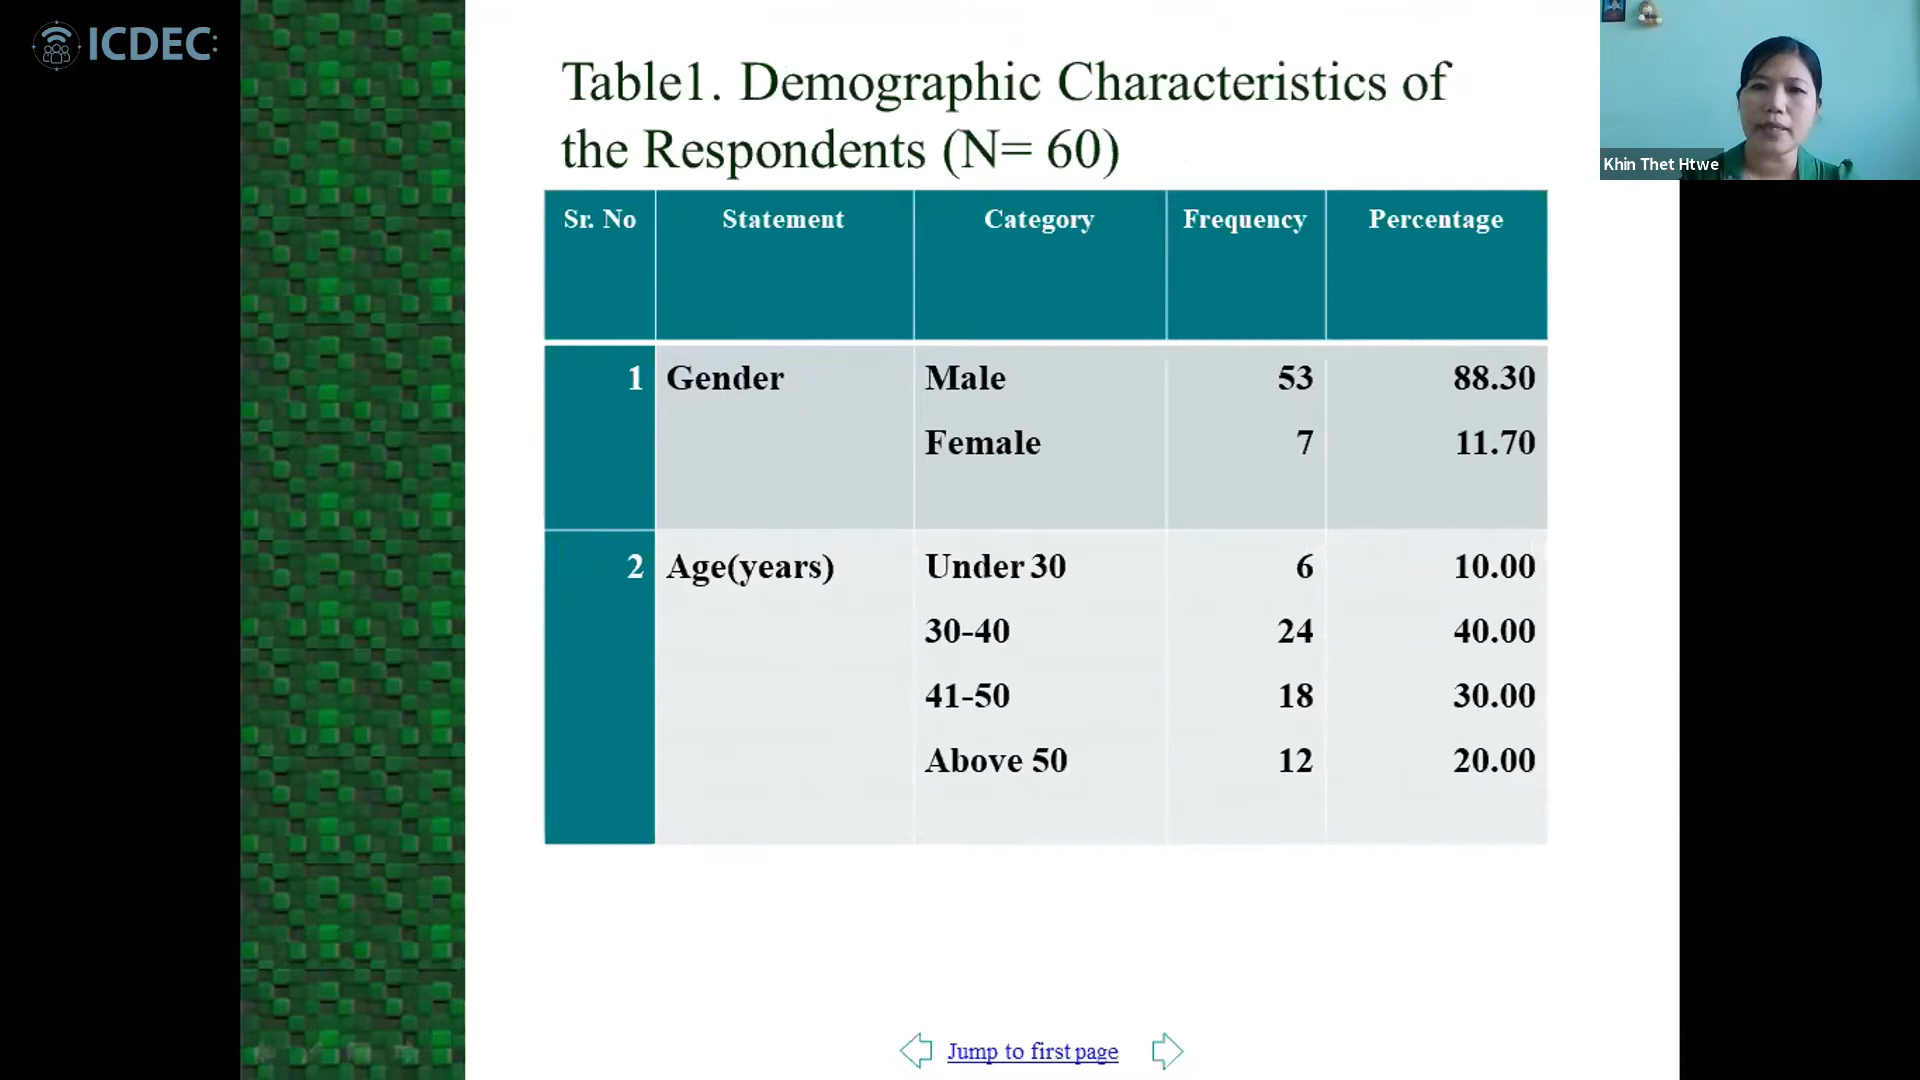 ICDEC:
Table1. Demographic Characteristics of
the Respondents (N= 60)
Khin Thet Htwe
Sr. No Statement Category Frequency Percentage
1 Gender Male 53 88.30
Female 7 11.70
2 Age(years) Under 30 6 10.00
30-40 24 40.00
41-50 18 30.00
Above 50 12 20.00
Jump to first page